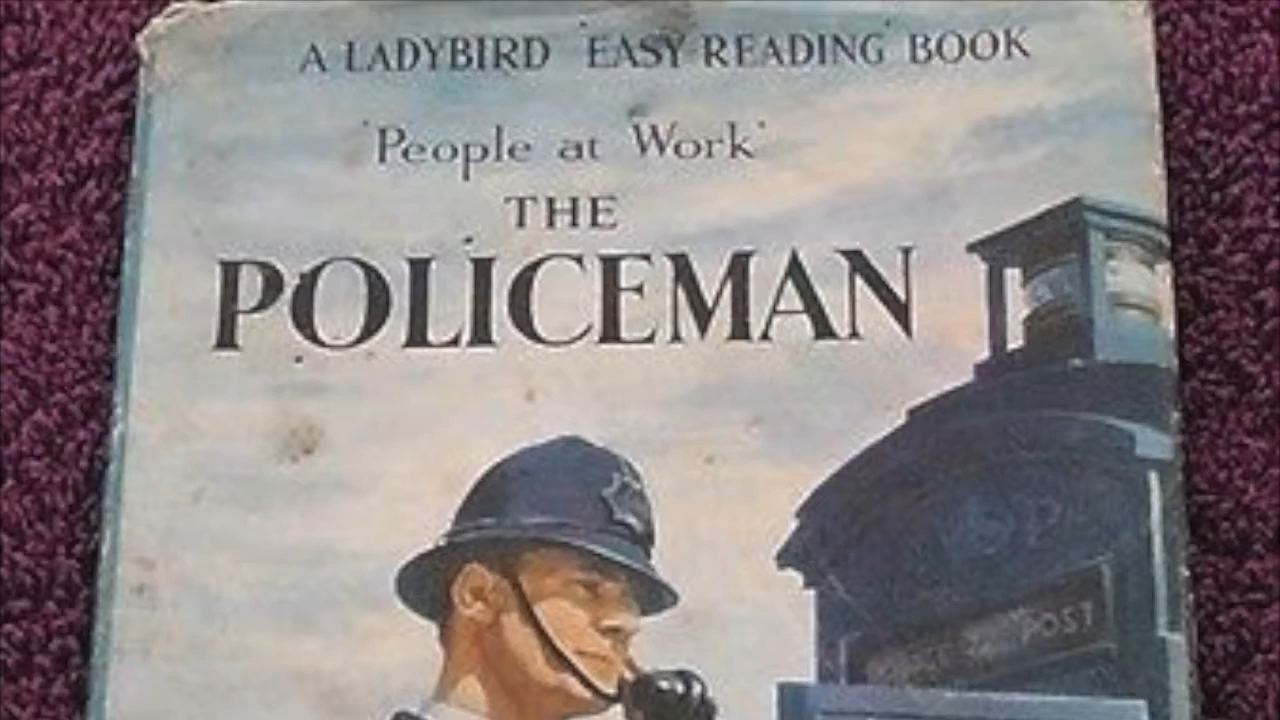 A LADYBIRD 'EASY-READING' BOOK
'People at Work'
THE
POLICEMAN
POST